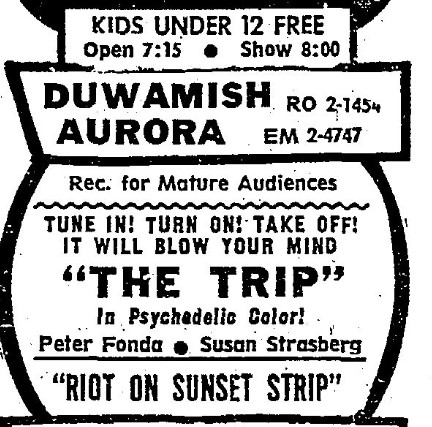 KIDS UNDER 12 FREE
Open 7:15 ● Show 8:00
DUWAMISH RO 2-1454
AURORA EM 2-4747
Rec. for Mature Audiences
TUNE IN! TURN ON! TAKE OFF!
IT WILL BLOW YOUR MIND
"THE TRIP"
In Psychedelic Color!
Peter Fonda ● Susan Strasberg
"RIOT ON SUNSET STRIP"